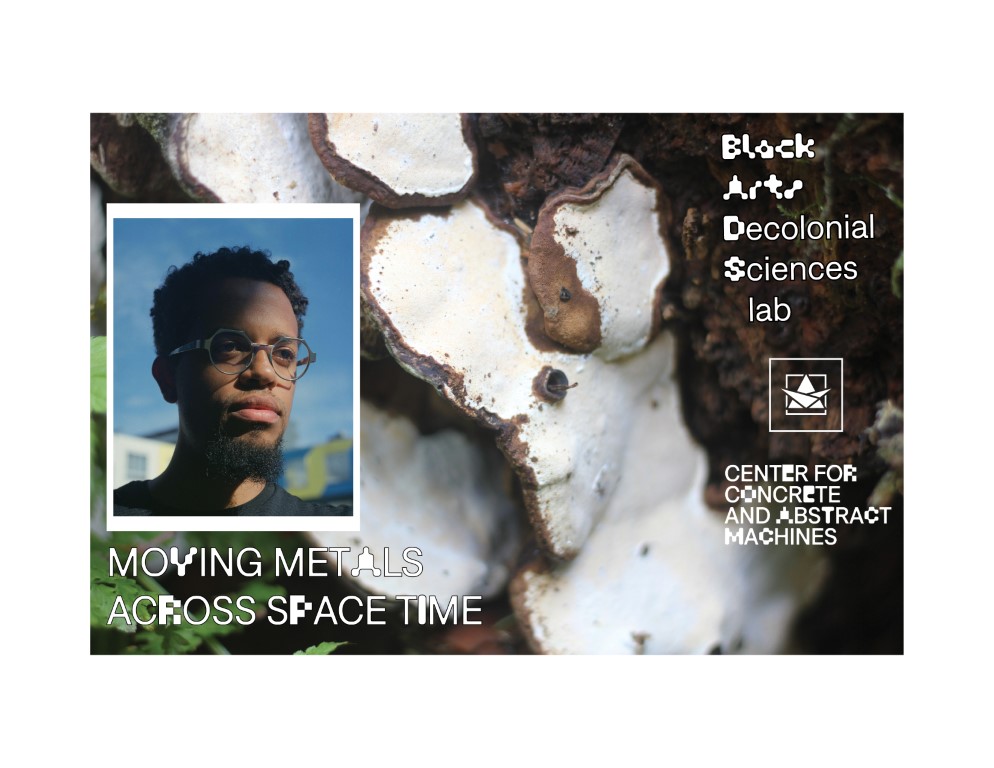 Black
Arts
Decolonial
Sciences
lab
CENTER FOR
CONCRETE
AND ABSTRACT
MACHINES
MOVING METALS
ACROSS SPACE TIME